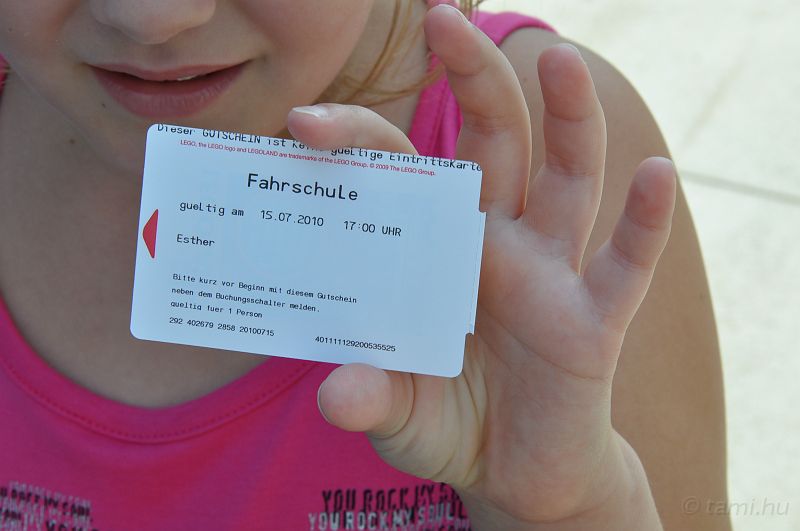 Dieser GUTSCHEIN ist keine gueltige Eintrittskarte
LEGO, the LEGO logo and LEGOLAND are trademarks of the LEGO Group. © 2009 The LEGO Group.
Fahrschule
gueltig am 15.07.2010 17:00 UHR
Esther
Bitte kurz vor Beginn mit diesem Gutschein
neben dem Buchungsschalter melden.
gueltig fuer 1 Person
292 402679 2858 20100715 401111129200535525
YOU ROCK MY SOUL
YOU ROCK MY SOUL
© tami.hu